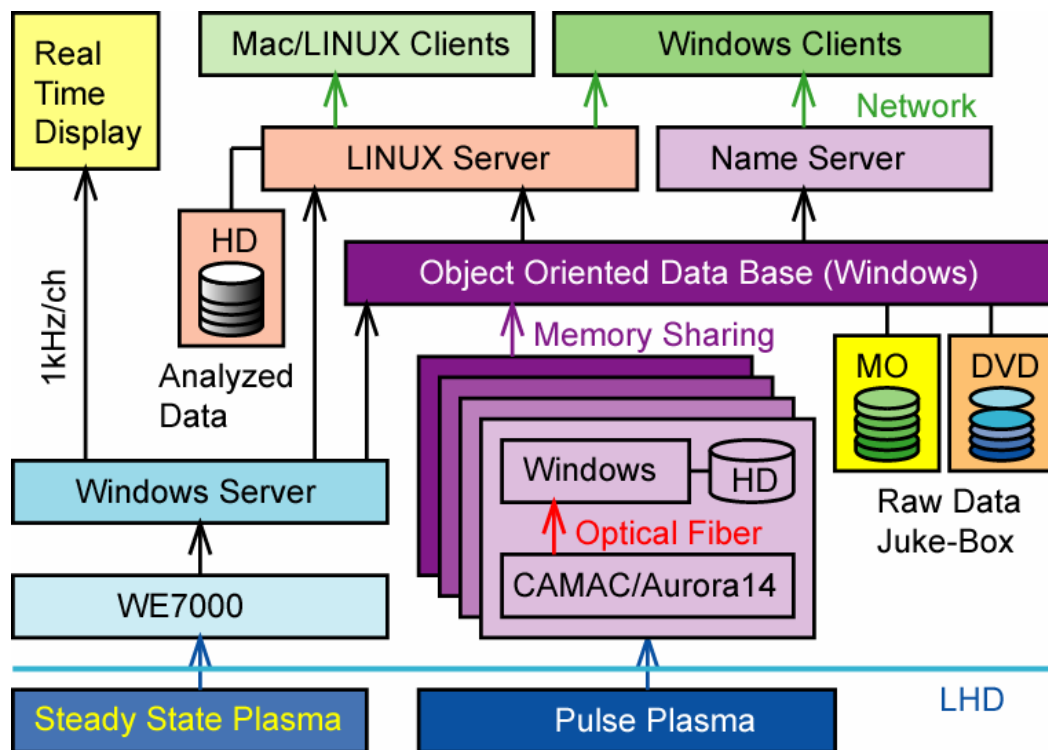 Real
Time
Display
Mac/LINUX Clients
Windows Clients
Network
LINUX Server
Name Server
HD
Object Oriented Data Base (Windows)
1kHz/ch
Memory Sharing
Analyzed
Data
MO
DVD
Windows
HD
Windows Server
Optical Fiber
Raw Data
Juke-Box
CAMAC/Aurora14
WE7000
LHD
Steady State Plasma
Pulse Plasma